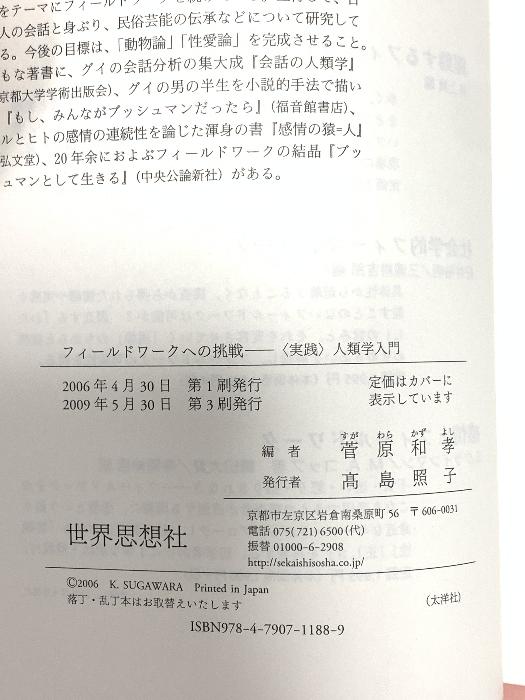 をテーマにフィールドワークを
人の会話と身ぶり、民俗芸能の伝承などについて研究して
る。今後の目標は、「動物論」「性愛論」を完成させること。
もな著書に、グイの会話分析の集大成『会話の人類学』
京都大学学術出版会)、グイの男の半生を小説的手法で描い
『もし、みんながブッシュマンだったら』(福音館書店)、
ルとヒトの感情の連続性を論じた渾身の書『感情の猿=人』
弘文堂)、20年余におよぶフィールドワークの結晶『ブッ
ュマンとして生きる』(中央公論新社)がある。
フィールドワークへの挑戦――〈実践〉人類学入門
2006年4月30日 第1刷発行
2009年5月30日 第3刷発行
定価はカバーに
表示しています
すが わら かず よし
編者 菅原和孝
発行者 髙島照子
世界思想社
京都市左京区岩倉南桑原町56 〒606-0031
電話 075(721)6500(代)
振替 01000-6-2908
http://sekaishisosha.co.jp/
©2006 K. SUGAWARA Printed in Japan
落丁・乱丁本はお取替えいたします
(太洋社)
ISBN978-4-7907-1188-9